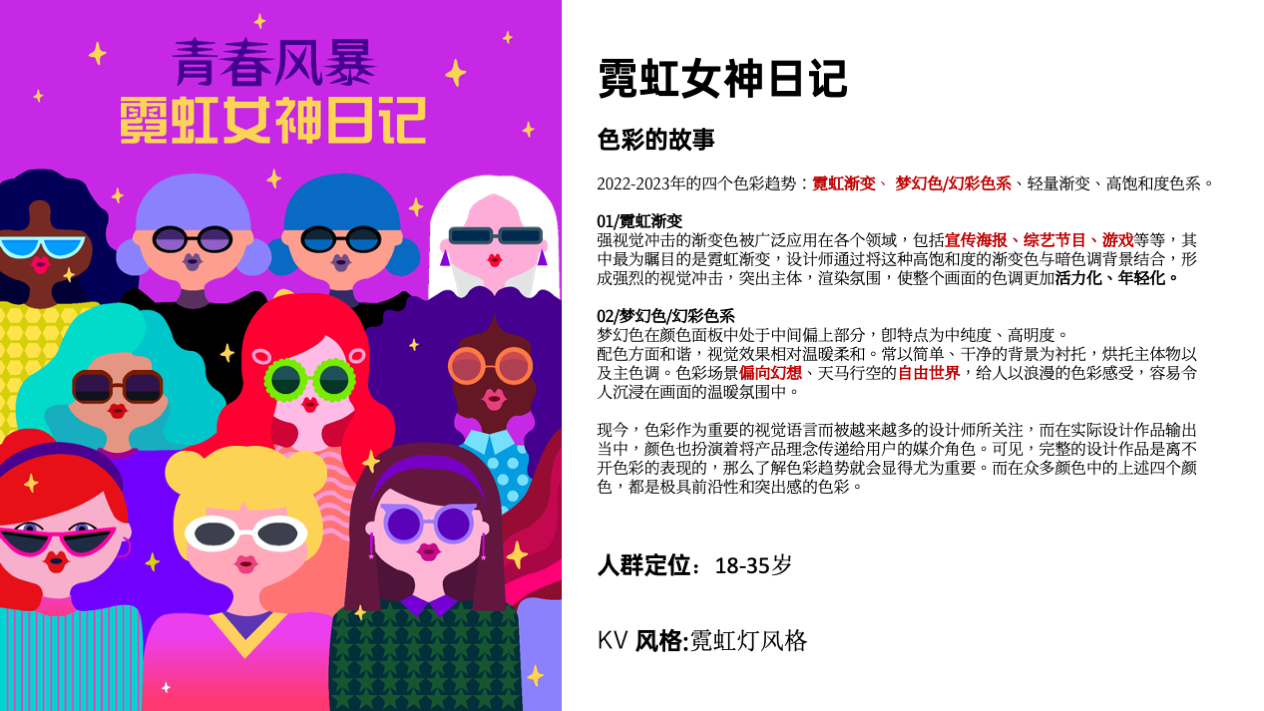 青春风暴
霓虹女神日记
霓虹女神日记
色彩的故事
2022-2023年的四个色彩趋势：霓虹渐变、 梦幻色/幻彩色系、轻量渐变、高饱和度色系。
01/霓虹渐变
强视觉冲击的渐变色被广泛应用在各个领域，包括宣传海报、综艺节目、游戏等等，其
中最为瞩目的是霓虹渐变，设计师通过将这种高饱和度的渐变色与暗色调背景结合，形
成强烈的视觉冲击，突出主体，渲染氛围，使整个画面的色调更加活力化、年轻化。
02/梦幻色/幻彩色系
梦幻色在颜色面板中处于中间偏上部分，即特点为中纯度、高明度。
配色方面和谐，视觉效果相对温暖柔和。常以简单、干净的背景为衬托，烘托主体物以
及主色调。色彩场景偏向幻想、天马行空的自由世界，给人以浪漫的色彩感受，容易令
人沉浸在画面的温暖氛围中。
现今，色彩作为重要的视觉语言而被越来越多的设计师所关注，而在实际设计作品输出
当中，颜色也扮演着将产品理念传递给用户的媒介角色。可见，完整的设计作品是离不
开色彩的表现的，那么了解色彩趋势就会显得尤为重要。而在众多颜色中的上述四个颜
色，都是极具前沿性和突出感的色彩。
人群定位：18-35岁
KV 风格:霓虹灯风格